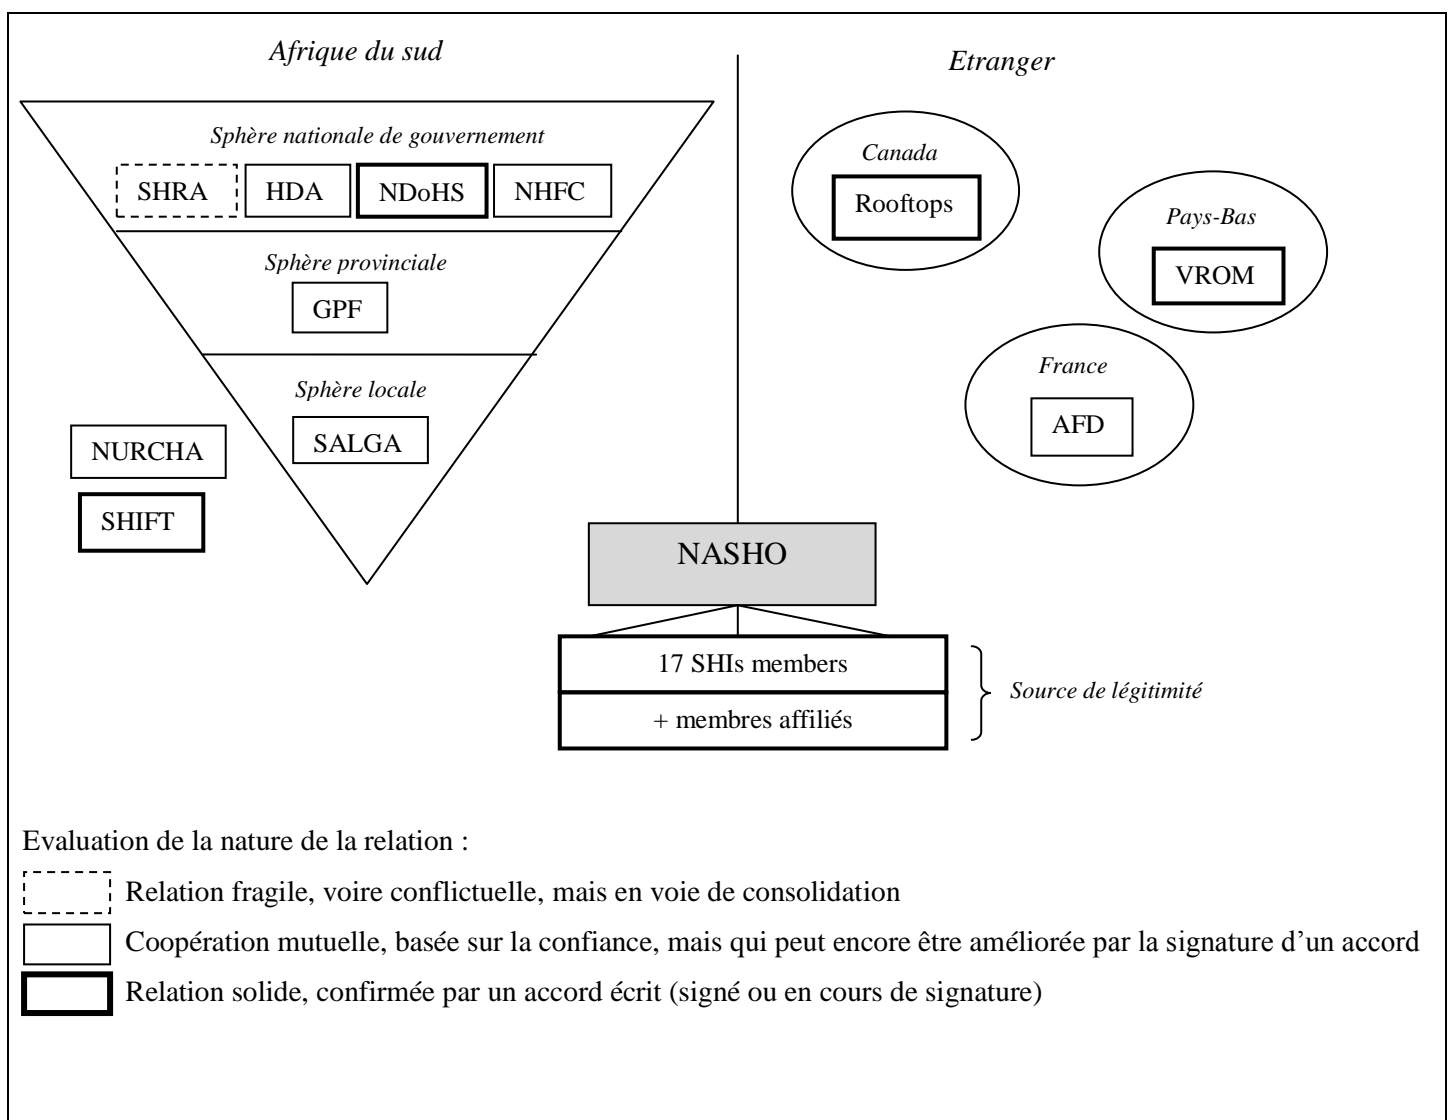 Afrique du sud
Etranger
Sphère nationale de gouvernement
SHRA
HDA
NDoHS
NHFC
Sphère provinciale
GPF
Sphère locale
SALGA
NURCHA
SHIFT
Canada
Rooftops
Pays-Bas
VROM
France
AFD
NASHO
17 SHIs members
+ membres affiliés
Source de légitimité
Evaluation de la nature de la relation :
Relation fragile, voire conflictuelle, mais en voie de consolidation
Coopération mutuelle, basée sur la confiance, mais qui peut encore être améliorée par la signature d’un accord
Relation solide, confirmée par un accord écrit (signé ou en cours de signature)